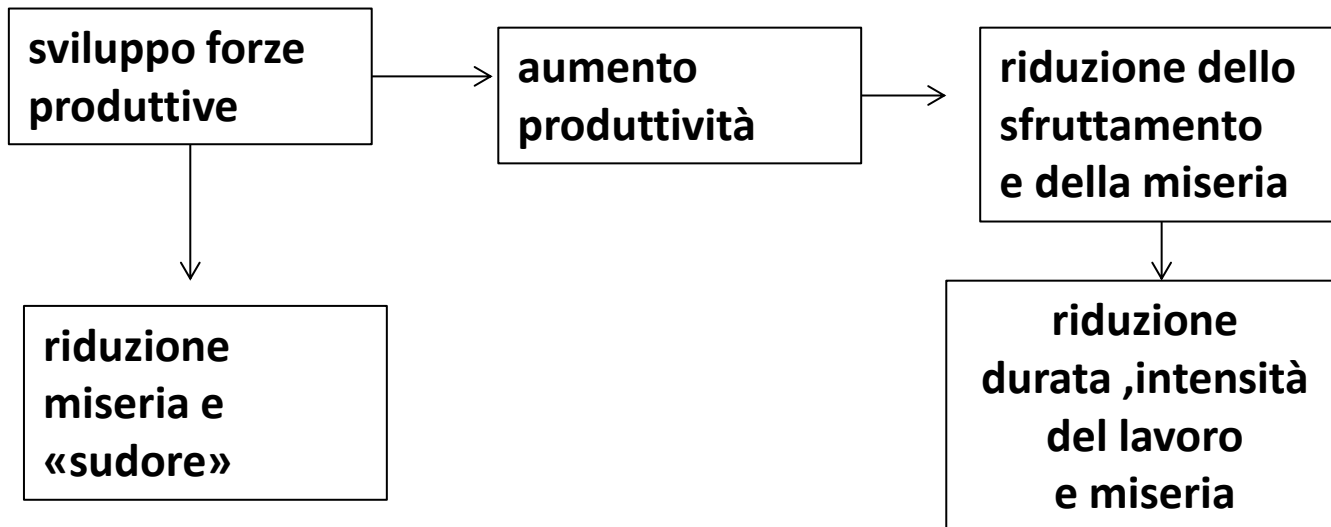 sviluppo forze
produttive
aumento
produttività
riduzione dello
sfruttamento
e della miseria
riduzione
miseria e
«sudore»
riduzione
durata ,intensità
del lavoro
e miseria